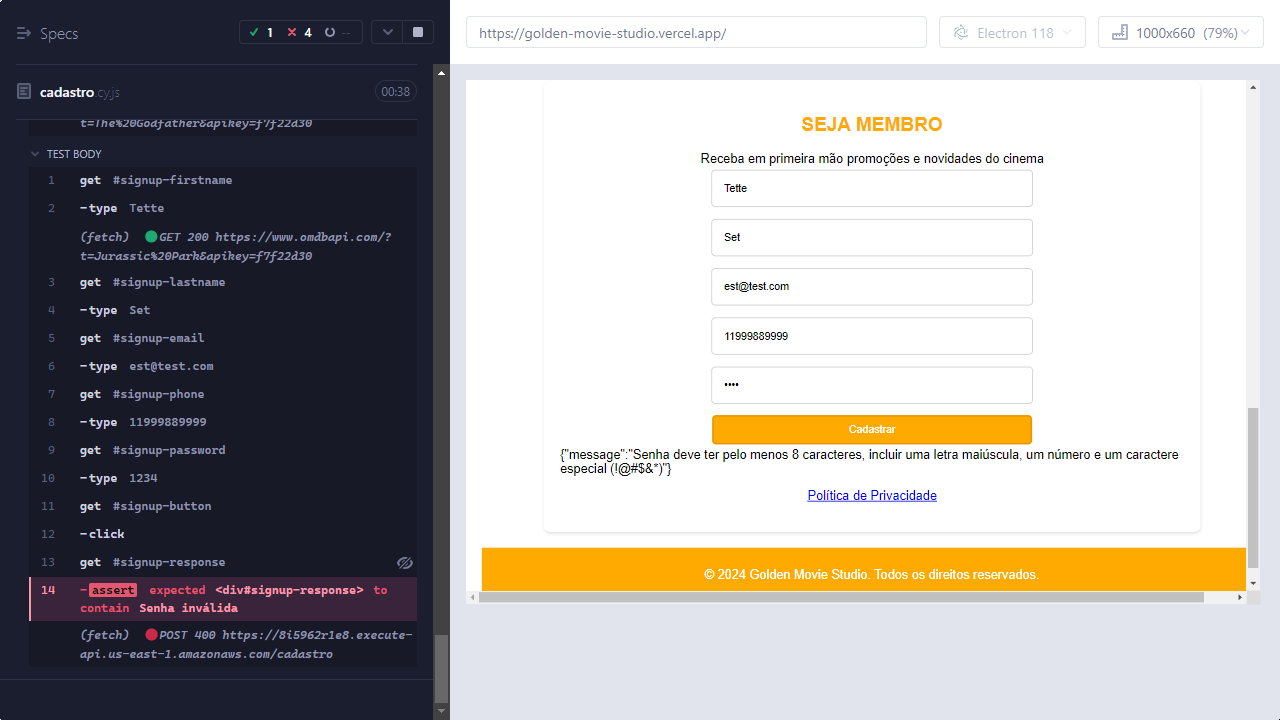 Specs
1
4
--
cadastro.cy.js
00:38
t=The%20Godfather&apikey=f7f22d30
TEST BODY
1 get #signup-firstname
2 -type Tette
(fetch) GET 200 https://www.omdbapi.com/?
t=Jurassic%20Park&apikey=f7f22d30
3 get #signup-lastname
4 -type Set
5 get #signup-email
6 -type est@test.com
7 get #signup-phone
8 -type 11999889999
9 get #signup-password
10 -type 1234
11 get #signup-button
12 -click
13 get #signup-response
14 -assert expected <div#signup-response> to
contain Senha inválida
(fetch) POST 400 https://8i5962r1e8.execute-
api.us-east-1.amazonaws.com/cadastro
https://golden-movie-studio.vercel.app/
Electron 118
1000x660 (79%)
SEJA MEMBRO
Receba em primeira mão promoções e novidades do cinema
Tette
Set
est@test.com
11999889999
••••
Cadastrar
{"message":"Senha deve ter pelo menos 8 caracteres, incluir uma letra maiúscula, um número e um caractere
especial (!@#$&*)"}
Política de Privacidade
© 2024 Golden Movie Studio. Todos os direitos reservados.